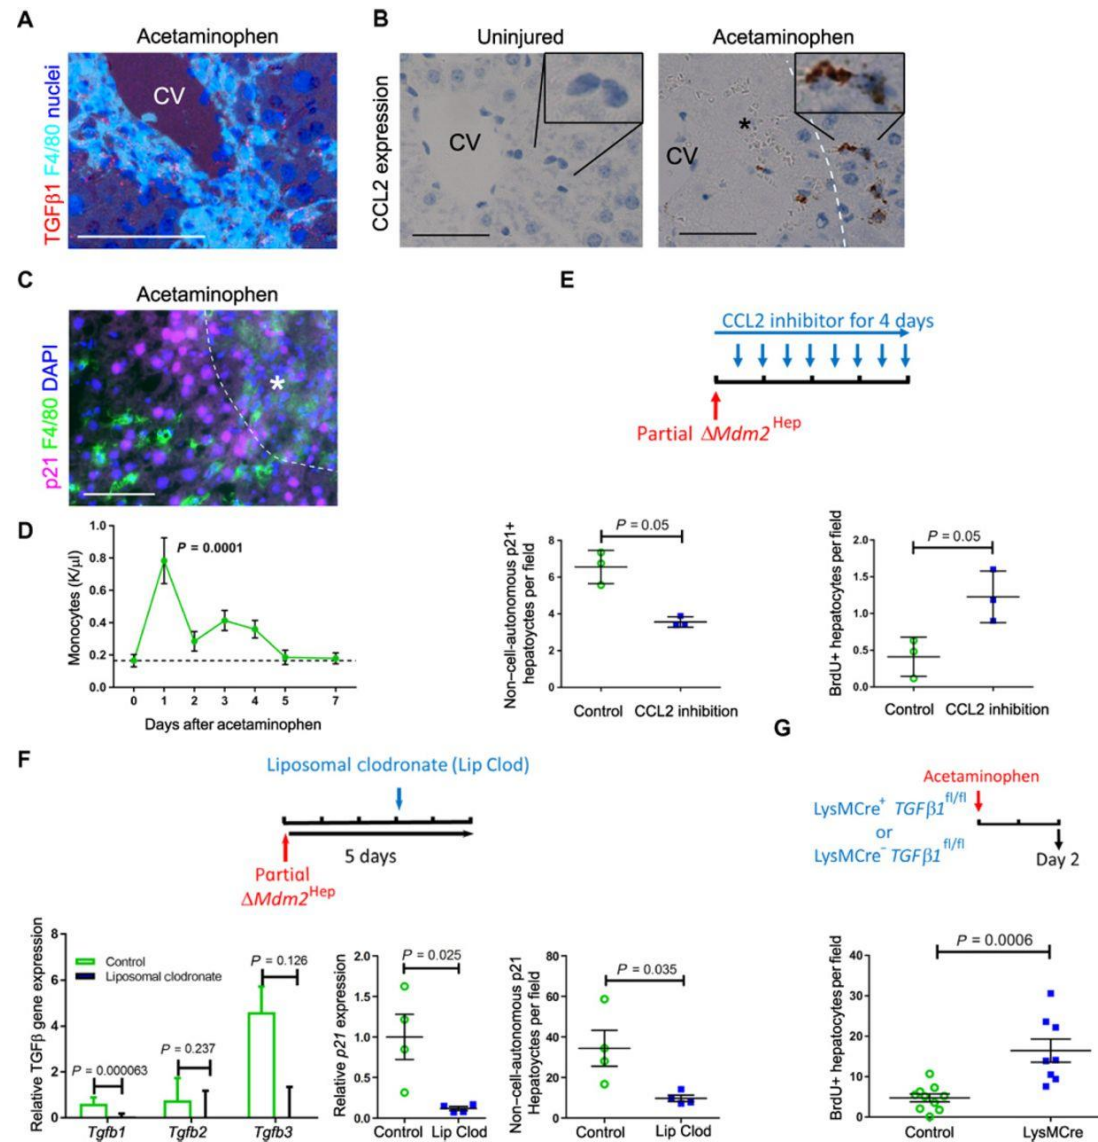 A
Acetaminophen
TGFβ1 F4/80 nuclei
CV
B
Uninjured
Acetaminophen
CCL2 expression
CV
CV
*
C
Acetaminophen
p21 F4/80 DAPI
*
D
Monocytes (K/μl)
1.0
0.8
0.6
0.4
0.2
0.0
P = 0.0001
0 1 2 3 4 5 7
Days after acetaminophen
E
CCL2 inhibitor for 4 days
Partial ΔMdm2Hep
Non–cell-autonomous p21+
hepatoyctes per field
8
6
4
2
0
P = 0.05
Control CCL2 inhibition
BrdU+ hepatocytes per field
2.0
1.5
1.0
0.5
0.0
P = 0.05
Control CCL2 inhibition
F
Liposomal clodronate (Lip Clod)
5 days
Partial
ΔMdm2Hep
Relative TGFβ gene expression
8
6
4
2
0
Control
Liposomal clodronate
P = 0.000063
P = 0.237
P = 0.126
Tgfb1 Tgfb2 Tgfb3
Relative p21 expression
2.0
1.5
1.0
0.5
0.0
P = 0.025
Control Lip Clod
Non–cell-autonomous p21
Hepatoyctes per field
80
60
40
20
0
P = 0.035
Control Lip Clod
G
Acetaminophen
LysMCre+ TGFβ1fl/fl
or
LysMCre− TGFβ1fl/fl
Day 2
BrdU+ hepatocytes per field
40
30
20
10
0
P = 0.0006
Control LysMCre